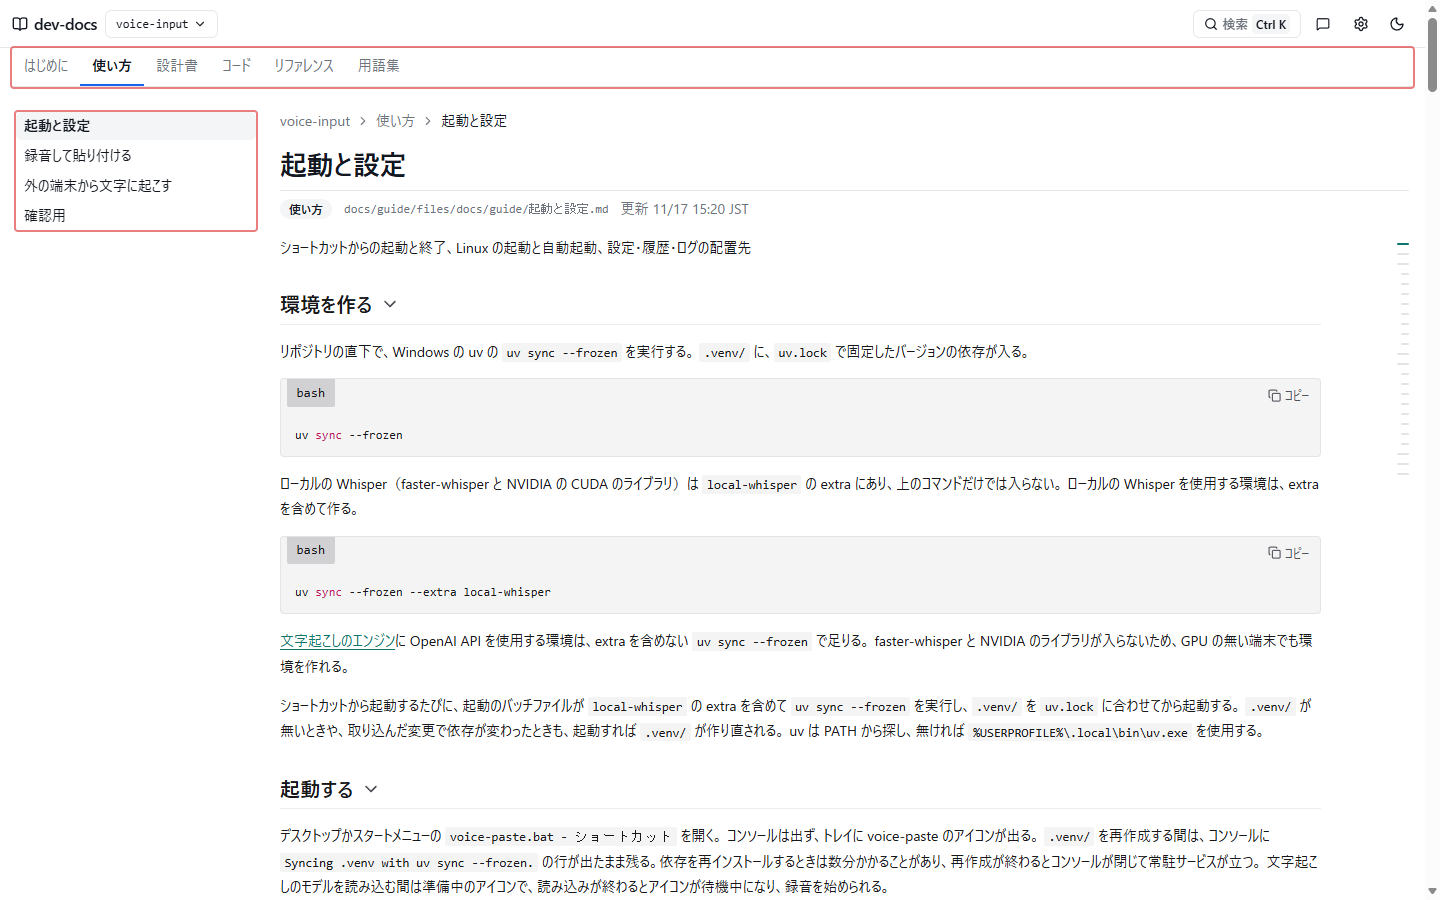 dev-docs voice-input 検索 Ctrl K
はじめに 使い方 設計書 コード リファレンス 用語集
起動と設定
録音して貼り付ける
外の端末から文字に起こす
確認用
voice-input > 使い方 > 起動と設定
起動と設定
使い方 docs/guide/files/docs/guide/起動と設定.md 更新 11/17 15:20 JST
ショートカットからの起動と終了、Linux の起動と自動起動、設定・履歴・ログの配置先
環境を作る
リポジトリの直下で、Windows の uv の uv sync --frozen を実行する。 .venv/ に、uv.lock で固定したバージョンの依存が入る。
bash
コピー
uv sync --frozen
ローカルの Whisper（faster-whisper と NVIDIA の CUDA のライブラリ）は local-whisper の extra にあり、上のコマンドだけでは入らない。ローカルの Whisper を使用する環境は、extra
を含めて作る。
bash
コピー
uv sync --frozen --extra local-whisper
文字起こしのエンジンに OpenAI API を使用する環境は、extra を含めない uv sync --frozen で足りる。faster-whisper と NVIDIA のライブラリが入らないため、GPU の無い端末でも環
境を作れる。
ショートカットから起動するたびに、起動のバッチファイルが local-whisper の extra を含めて uv sync --frozen を実行し、.venv/ を uv.lock に合わせてから起動する。 .venv/ が
無いときや、取り込んだ変更で依存が変わったときも、起動すれば .venv/ が作り直される。uv は PATH から探し、無ければ %USERPROFILE%\.local\bin\uv.exe を使用する。
起動する
デスクトップかスタートメニューの voice-paste.bat - ショートカット を開く。コンソールは出ず、トレイに voice-paste のアイコンが出る。 .venv/ を再作成する間は、コンソールに
Syncing .venv with uv sync --frozen. の行が出たまま残る。依存を再インストールするときは数分かかることがあり、再作成が終わるとコンソールが閉じて常駐サービスが立つ。文字起こ
しのモデルを読み込む間は準備中のアイコンで、読み込みが終わるとアイコンが待機中になり、録音を始められる。